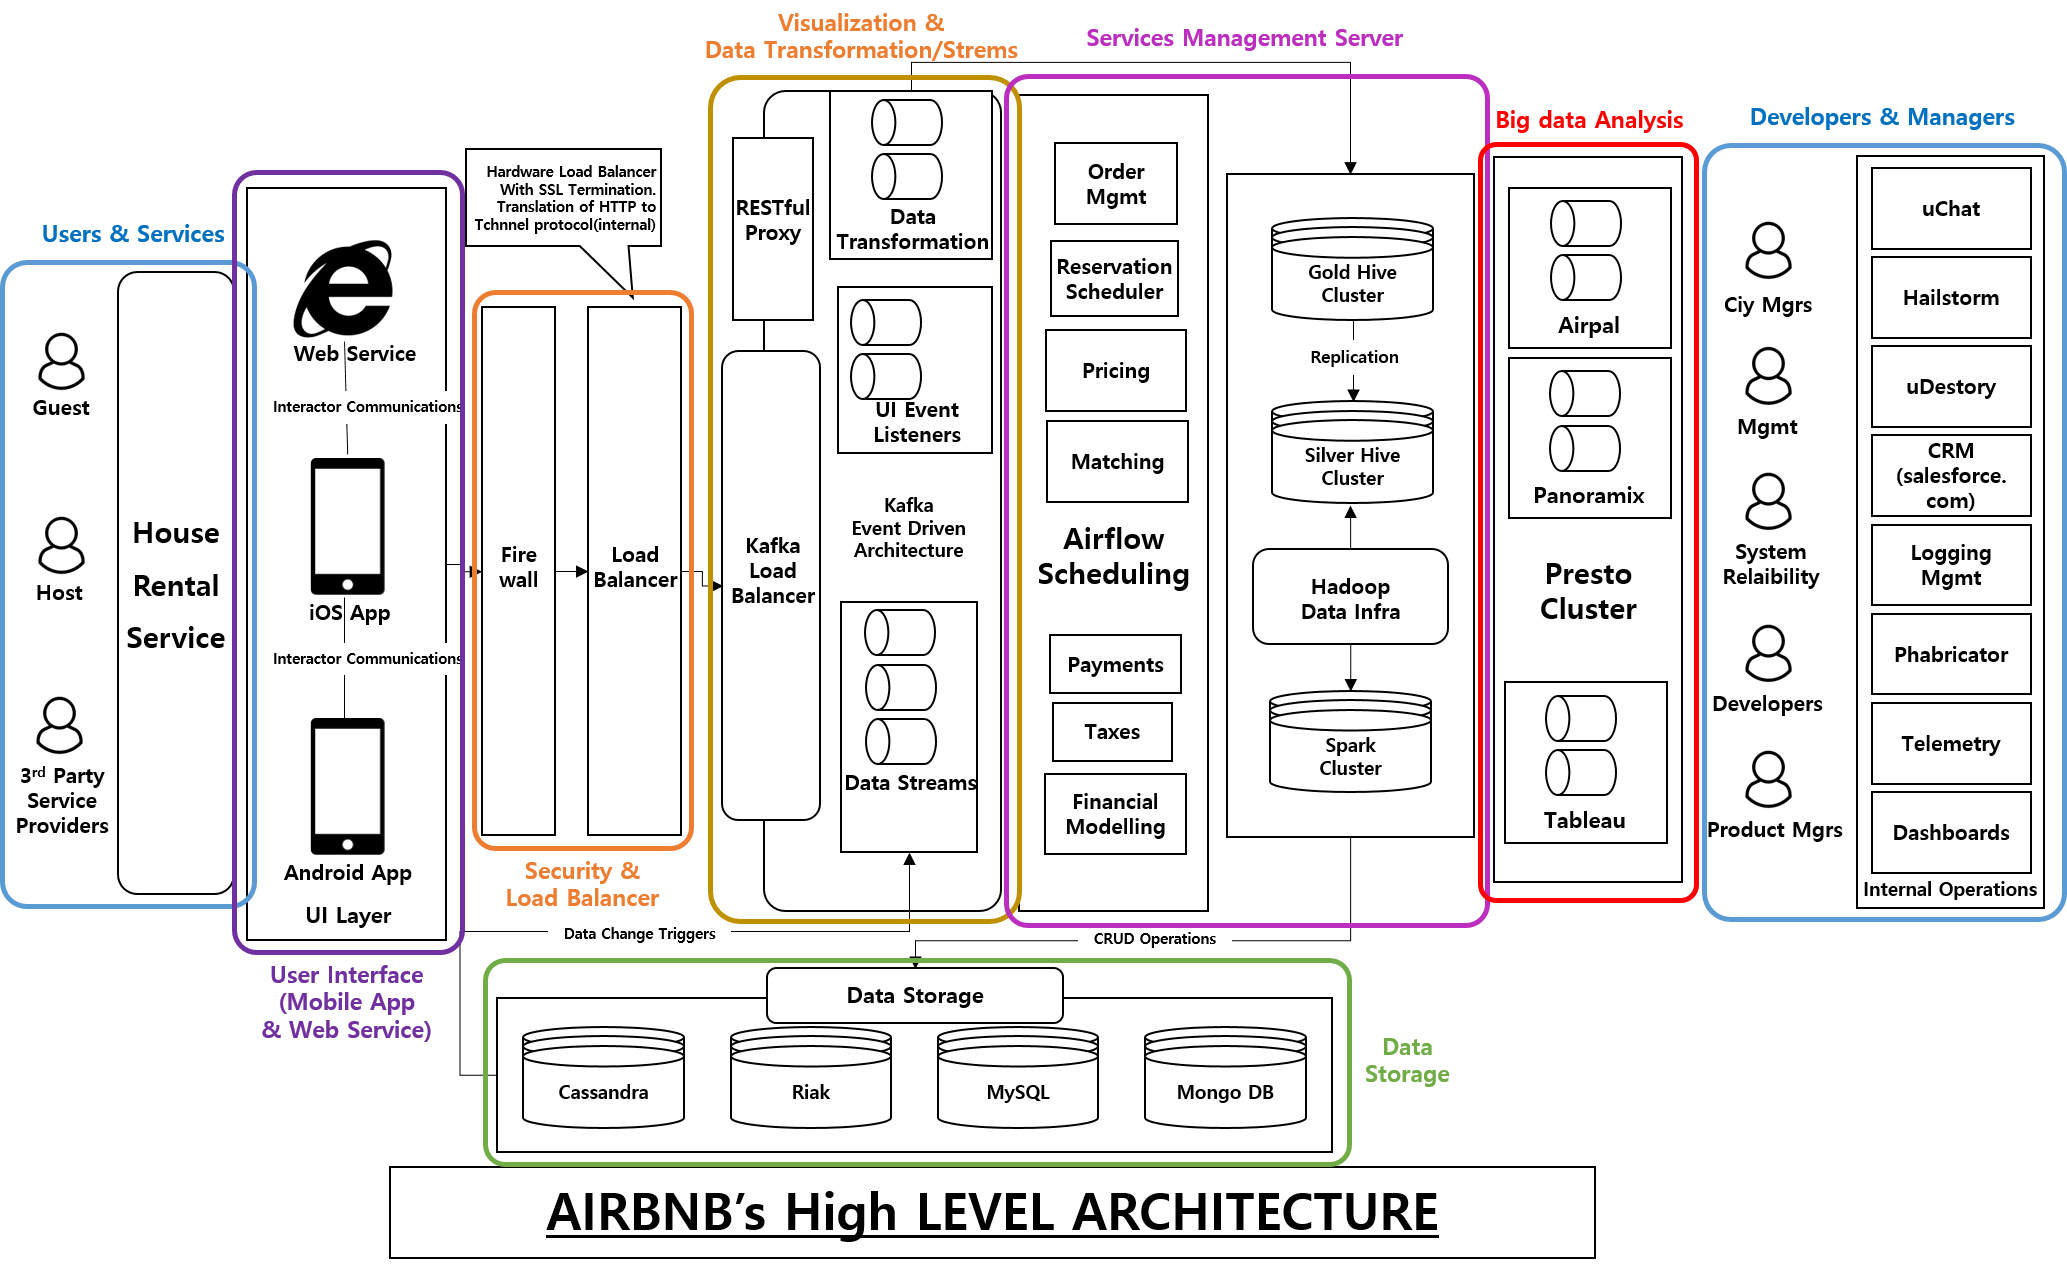 Visualization &
Data Transformation/Strems
Services Management Server
Big data Analysis
Developers & Managers
Users & Services
Hardware Load Balancer
With SSL Termination.
Translation of HTTP to
Tchnnel protocol(internal)
Guest
Host
3rd Party
Service
Providers
House
Rental
Service
Web Service
Interactor Communications
iOS App
Interactor Communications
Android App
UI Layer
User Interface
(Mobile App
& Web Service)
Fire
wall
Load
Balancer
Security &
Load Balancer
RESTful
Proxy
Kafka
Load
Balancer
Data
Transformation
UI Event
Listeners
Kafka
Event Driven
Architecture
Data Streams
Order
Mgmt
Reservation
Scheduler
Pricing
Matching
Airflow
Scheduling
Payments
Taxes
Financial
Modelling
Gold Hive
Cluster
Replication
Silver Hive
Cluster
Hadoop
Data Infra
Spark
Cluster
Airpal
Panoramix
Presto
Cluster
Tableau
Ciy Mgrs
Mgmt
System
Relaibility
Developers
Product Mgrs
uChat
Hailstorm
uDestory
CRM
(salesforce.
com)
Logging
Mgmt
Phabricator
Telemetry
Dashboards
Internal Operations
Data Change Triggers
CRUD Operations
Data Storage
Cassandra
Riak
MySQL
Mongo DB
Data
Storage
AIRBNB’s High LEVEL ARCHITECTURE